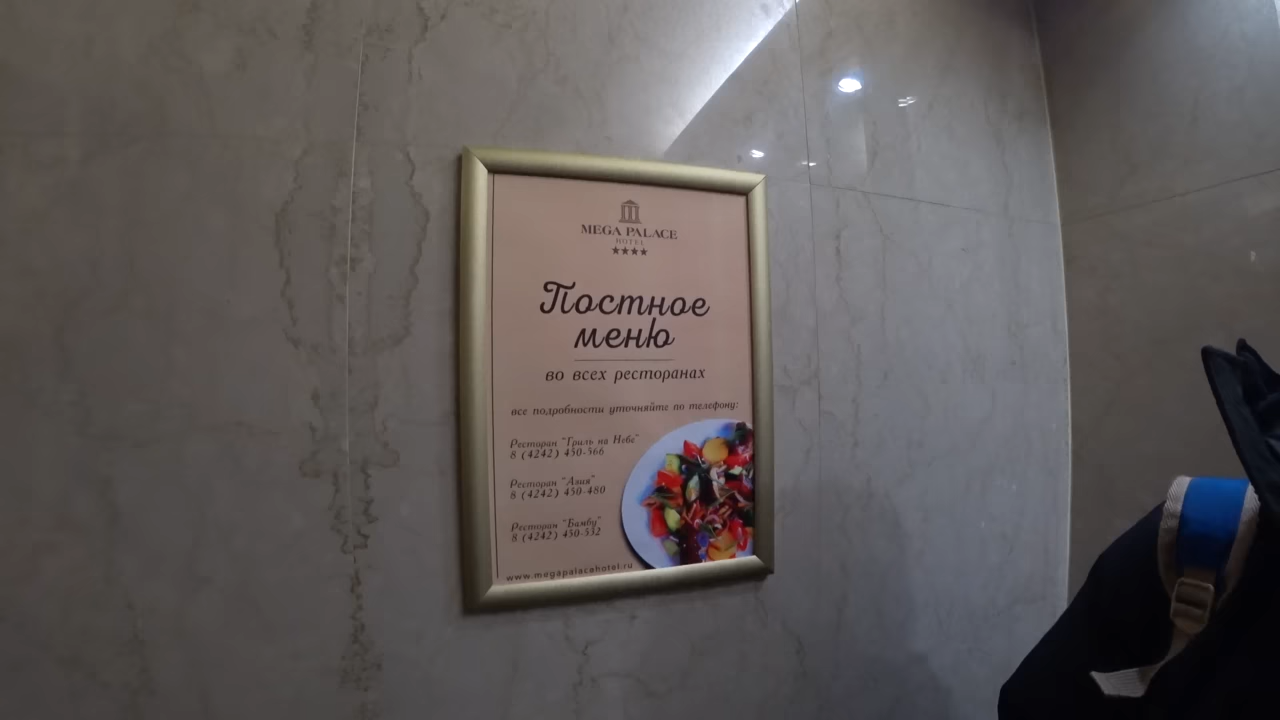 MEGA PALACE
HOTEL
Постное
меню
во всех ресторанах
все подробности уточняйте по телефону:
Ресторан "Гриль на Небе"
8 (4242) 450-566
Ресторан "Азия"
8 (4242) 450-480
Ресторан "Бамбу"
8 (4242) 450-532
www.megapalacehotel.ru